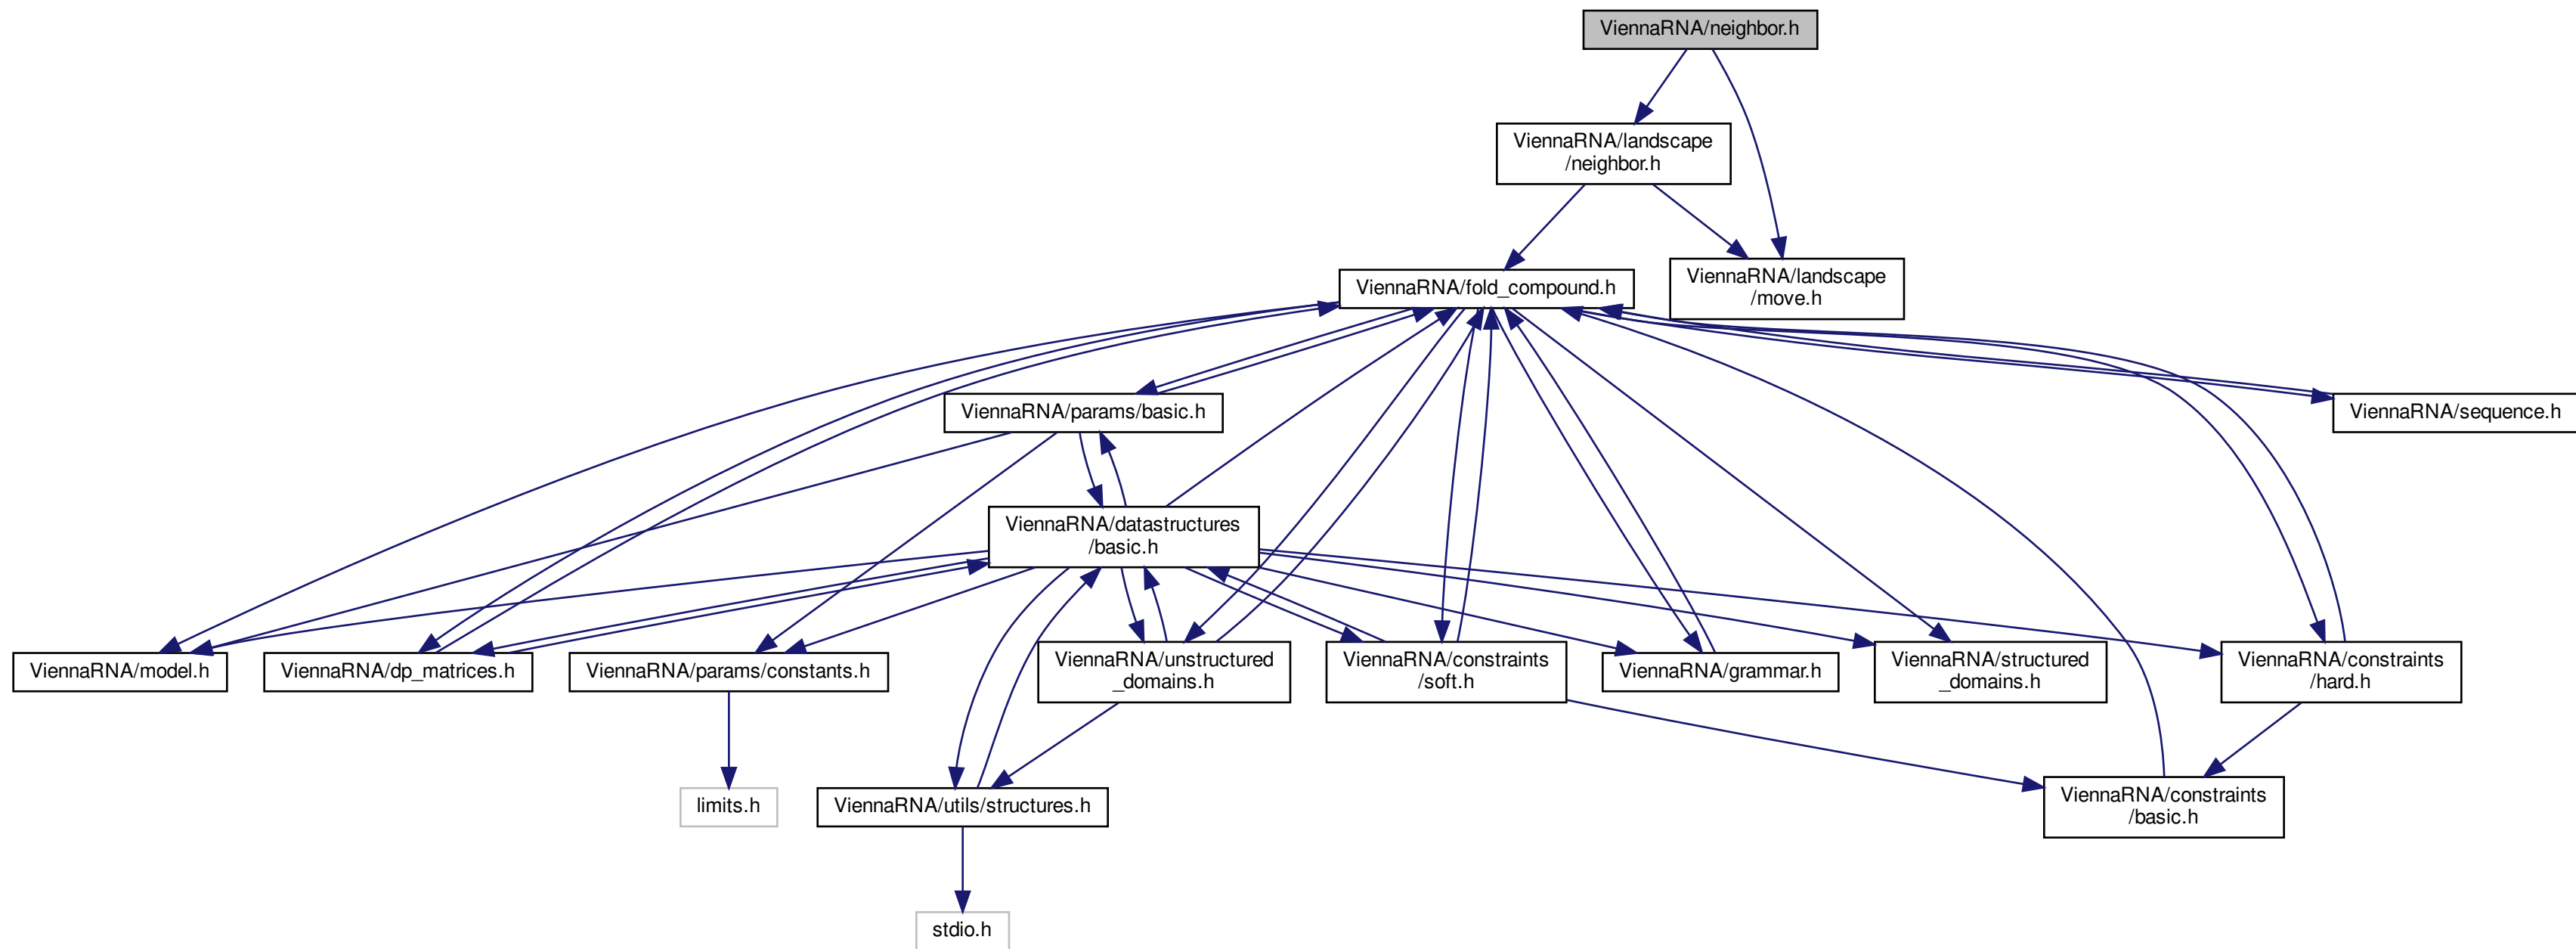 ViennaRNA/neighbor.h
ViennaRNA/landscape
/neighbor.h
ViennaRNA/fold_compound.h
ViennaRNA/landscape
/move.h
ViennaRNA/params/basic.h
ViennaRNA/sequence.h
ViennaRNA/datastructures
/basic.h
ViennaRNA/model.h
ViennaRNA/dp_matrices.h
ViennaRNA/params/constants.h
ViennaRNA/unstructured
_domains.h
ViennaRNA/constraints
/soft.h
ViennaRNA/grammar.h
ViennaRNA/structured
_domains.h
ViennaRNA/constraints
/hard.h
limits.h
ViennaRNA/utils/structures.h
ViennaRNA/constraints
/basic.h
stdio.h